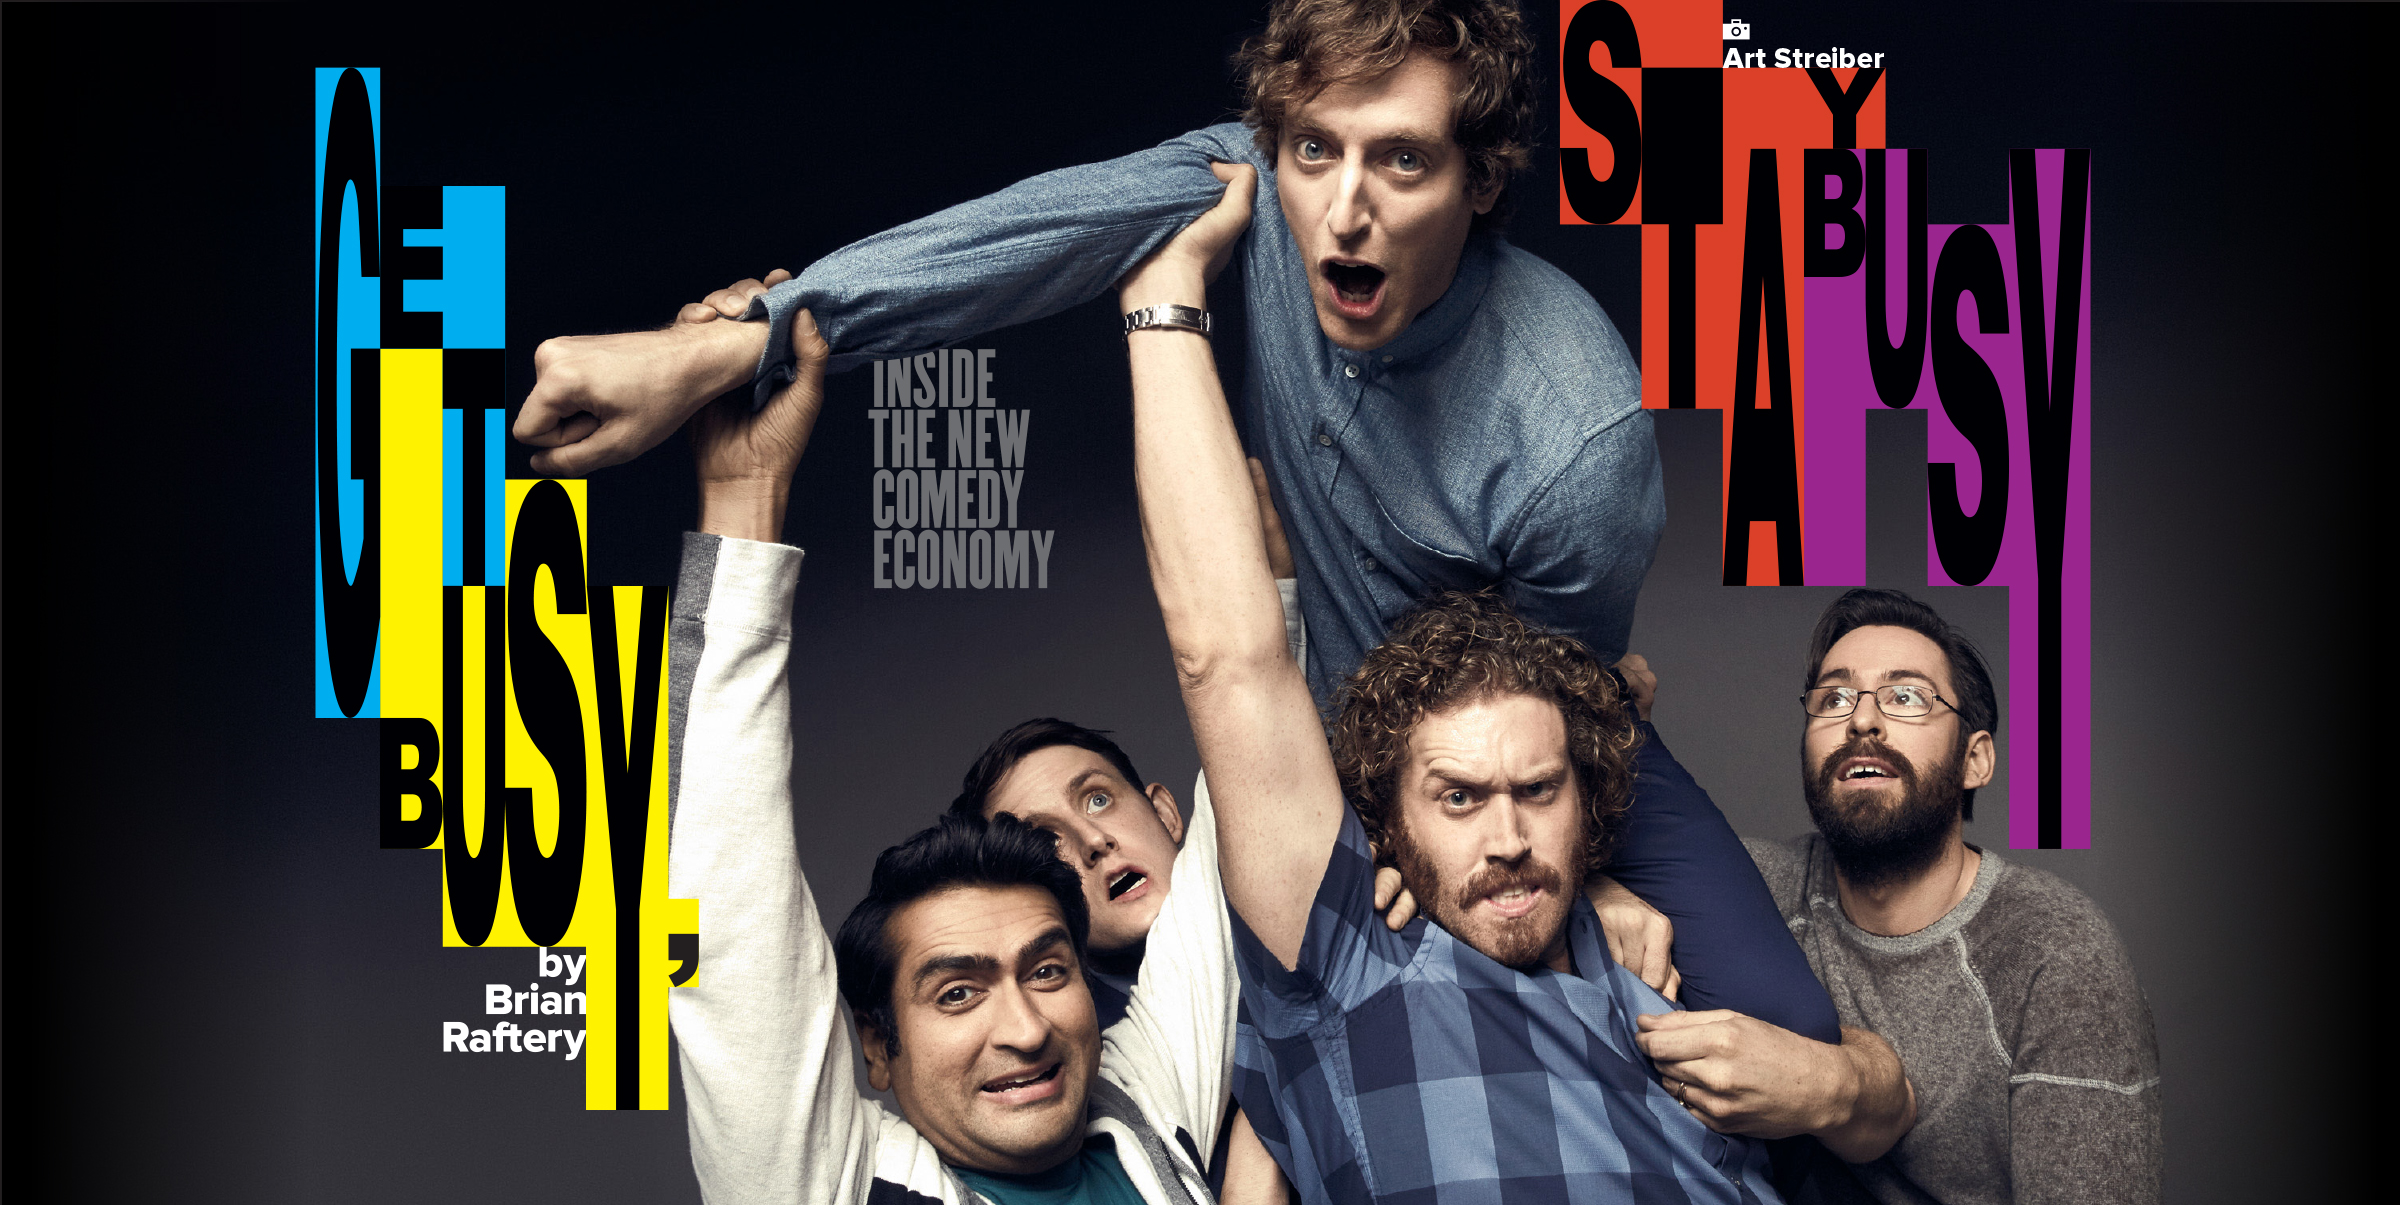 GET
BUSY,
by
Brian
Raftery
INSIDE
THE NEW
COMEDY
ECONOMY
Art Streiber
STAY
BUSY